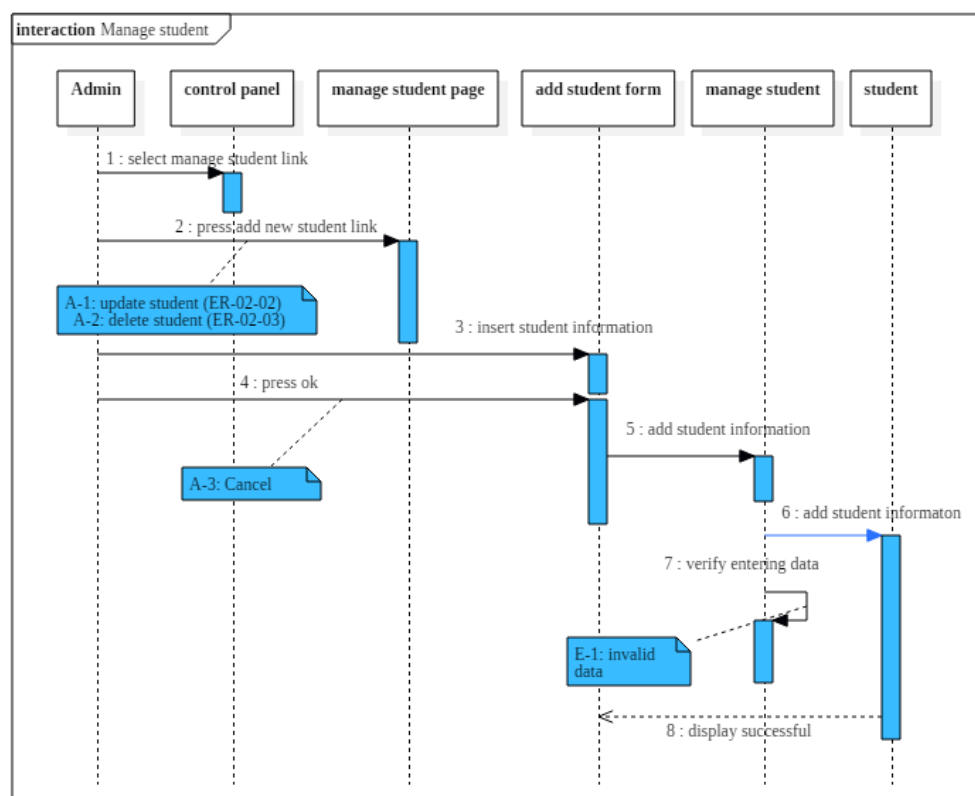 interaction Manage student
Admin
control panel
manage student page
add student form
manage student
student
1 : select manage student link
2 : press add new student link
A-1: update student (ER-02-02)
A-2: delete student (ER-02-03)
3 : insert student information
4 : press ok
5 : add student information
A-3: Cancel
6 : add student informaton
7 : verify entering data
E-1: invalid
data
8 : display successful